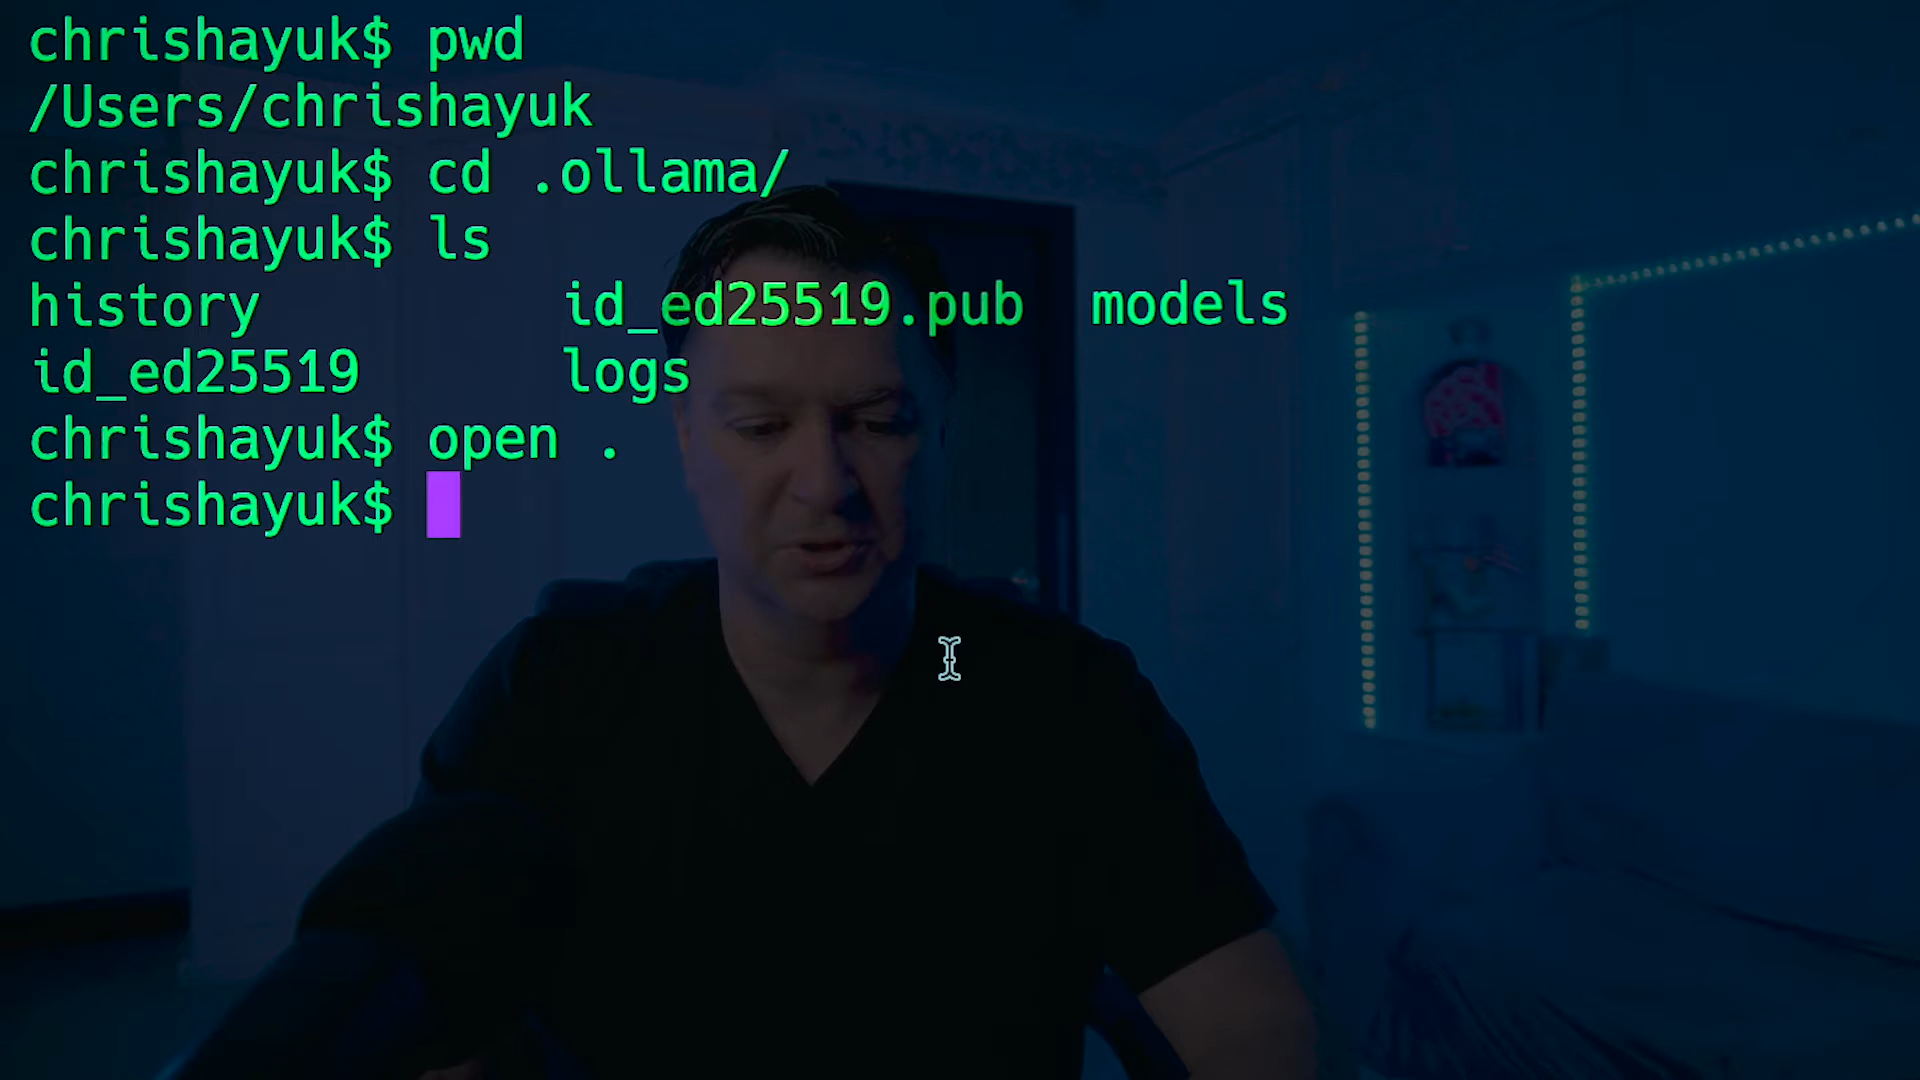 chrishayuk$ pwd
/Users/chrishayuk
chrishayuk$ cd .ollama/
chrishayuk$ ls
history id_ed25519.pub models
id_ed25519 logs
chrishayuk$ open .
chrishayuk$